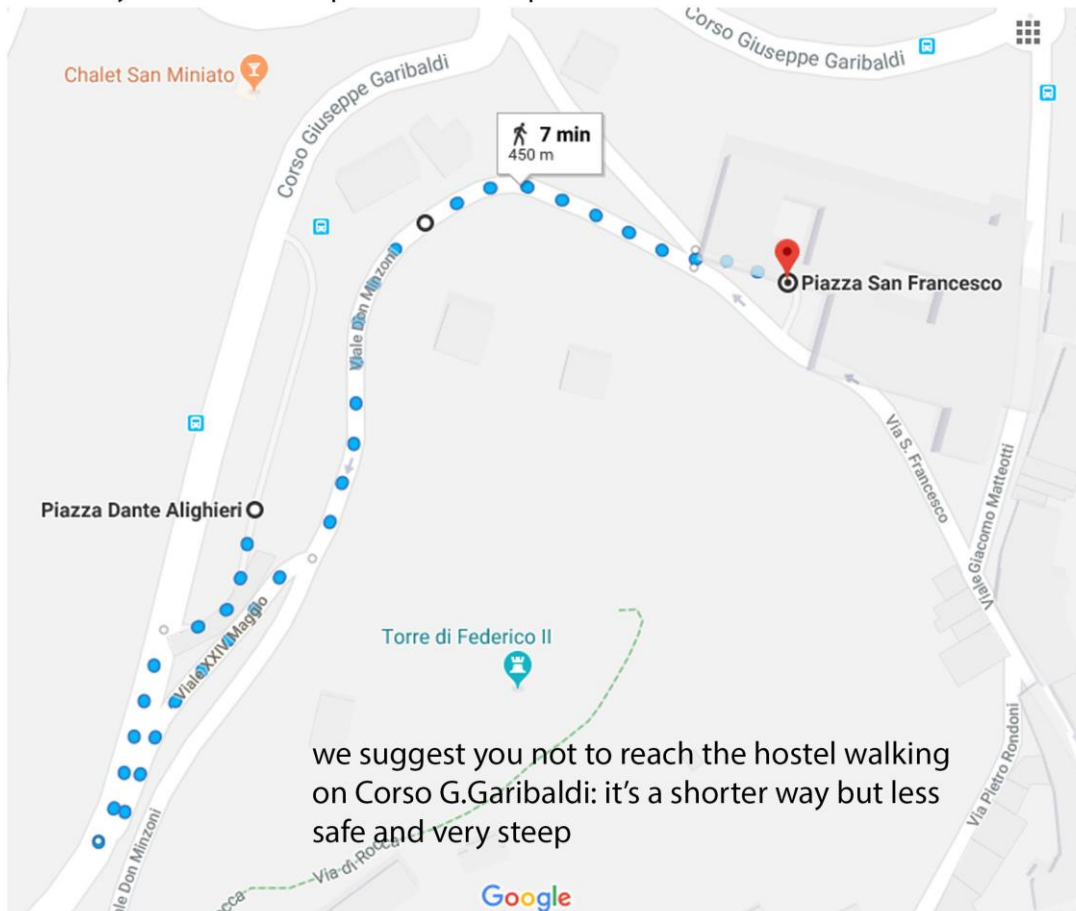 Corso Giuseppe Garibaldi
Chalet San Miniato
Corso Giuseppe Garibaldi
7 min
450 m
Viale Don Minzoni
Piazza San Francesco
Via S. Francesco
Viale Giacomo Matteotti
Piazza Dante Alighieri
Viale XXIV Maggio
Torre di Federico II
Via Pietro Rondoni
we suggest you not to reach the hostel walking
on Corso G.Garibaldi: it's a shorter way but less
safe and very steep
Via di Rocca
ale Don Minzoni
occa
Google